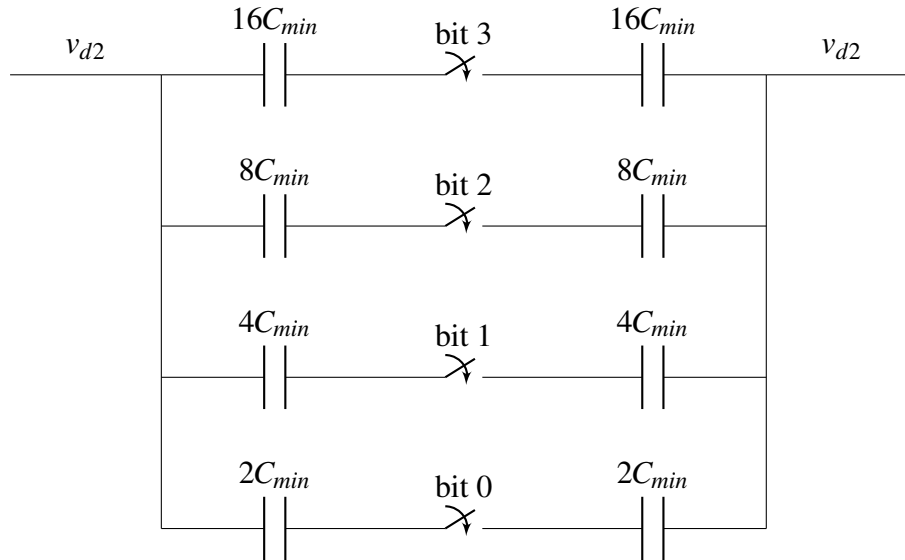 16C_min bit 3 16C_min
v_d2 v_d2
8C_min bit 2 8C_min
4C_min bit 1 4C_min
2C_min bit 0 2C_min